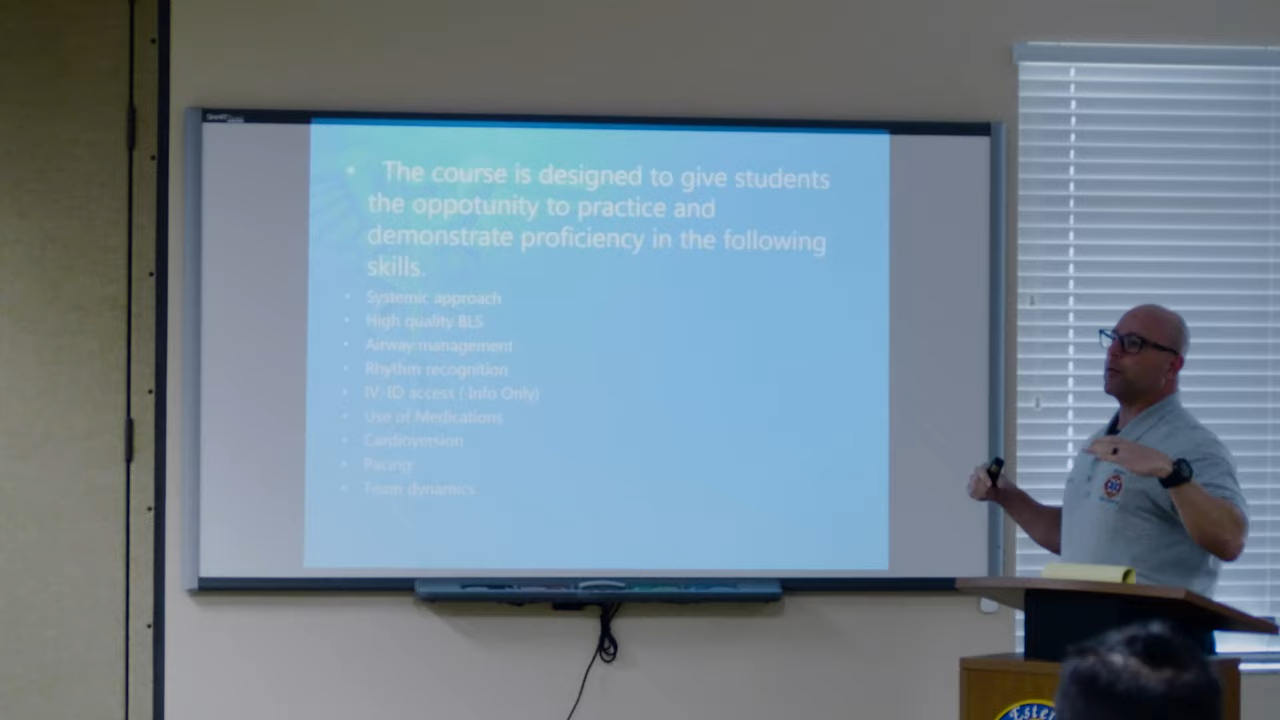 • The course is designed to give students
the oppotunity to practice and
demonstrate proficiency in the following
skills.
• Systemic approach
• High quality BLS
• Airway management
• Rhythm recognition
• IV/IO access ( Info Only)
• Use of Medications
• Cardioversion
• Pacing
• Team dynamics